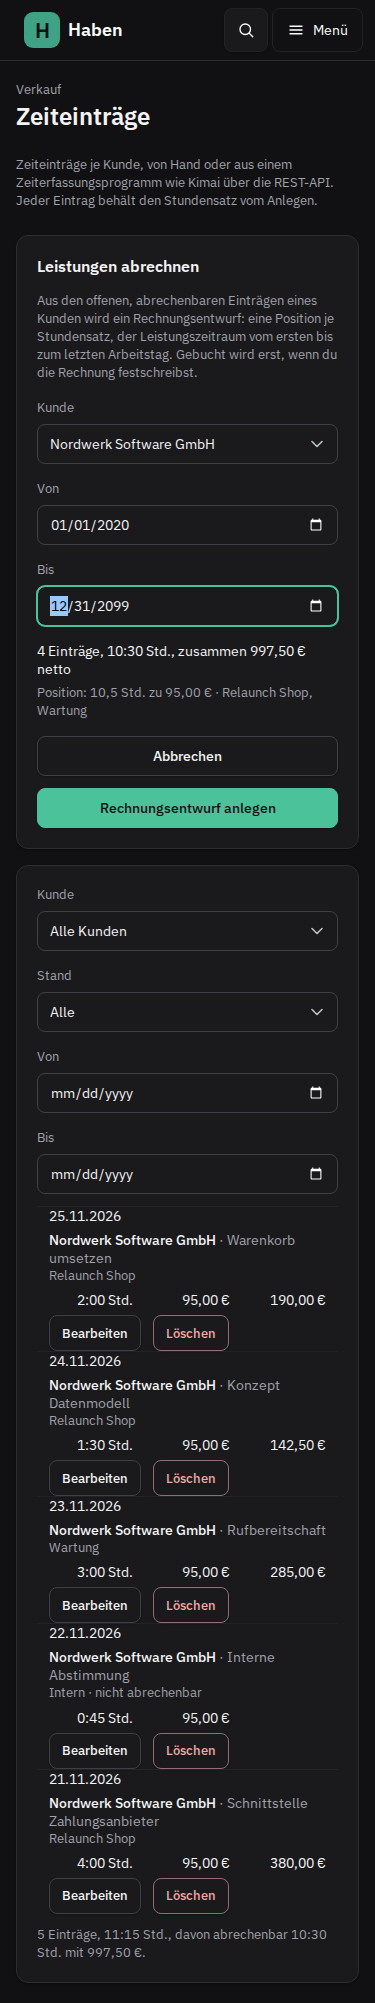 H Haben
Menü
Verkauf
Zeiteinträge
Zeiteinträge je Kunde, von Hand oder aus einem
Zeiterfassungsprogramm wie Kimai über die REST-API.
Jeder Eintrag behält den Stundensatz vom Anlegen.
Leistungen abrechnen
Aus den offenen, abrechenbaren Einträgen eines
Kunden wird ein Rechnungsentwurf: eine Position je
Stundensatz, der Leistungszeitraum vom ersten bis
zum letzten Arbeitstag. Gebucht wird erst, wenn du
die Rechnung festschreibst.
Kunde
Nordwerk Software GmbH
Von
01/01/2020
Bis
12/31/2099
4 Einträge, 10:30 Std., zusammen 997,50 €
netto
Position: 10,5 Std. zu 95,00 € · Relaunch Shop,
Wartung
Abbrechen
Rechnungsentwurf anlegen
Kunde
Alle Kunden
Stand
Alle
Von
mm/dd/yyyy
Bis
mm/dd/yyyy
25.11.2026
Nordwerk Software GmbH · Warenkorb
umsetzen
Relaunch Shop
2:00 Std. 95,00 € 190,00 €
Bearbeiten Löschen
24.11.2026
Nordwerk Software GmbH · Konzept
Datenmodell
Relaunch Shop
1:30 Std. 95,00 € 142,50 €
Bearbeiten Löschen
23.11.2026
Nordwerk Software GmbH · Rufbereitschaft
Wartung
3:00 Std. 95,00 € 285,00 €
Bearbeiten Löschen
22.11.2026
Nordwerk Software GmbH · Interne
Abstimmung
Intern · nicht abrechenbar
0:45 Std. 95,00 €
Bearbeiten Löschen
21.11.2026
Nordwerk Software GmbH · Schnittstelle
Zahlungsanbieter
Relaunch Shop
4:00 Std. 95,00 € 380,00 €
Bearbeiten Löschen
5 Einträge, 11:15 Std., davon abrechenbar 10:30
Std. mit 997,50 €.